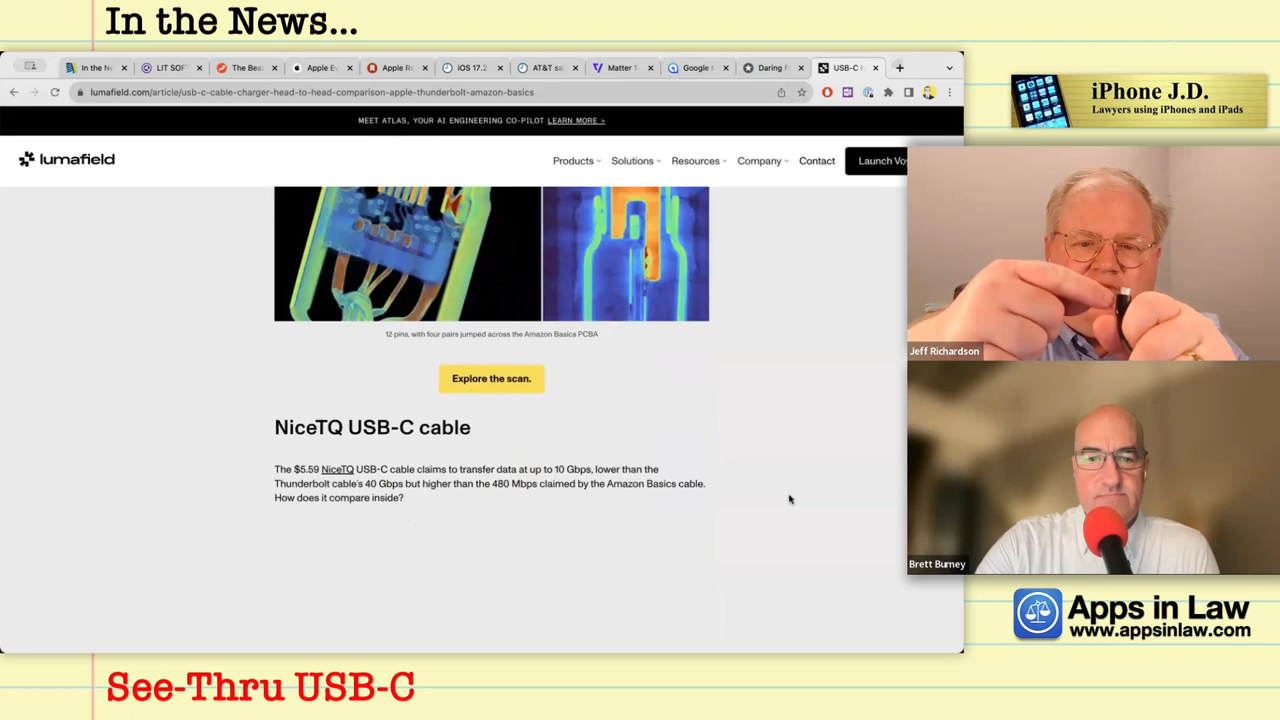 In the News...
In the Ne
LIT SOFT
The Beat
Apple Ev
Apple Re
iOS 17.2
AT&T sa
Matter 1
Google M
Daring Fi
USB-C h
lumafield.com/article/usb-c-cable-charger-head-to-head-comparison-apple-thunderbolt-amazon-basics
MEET ATLAS, YOUR AI ENGINEERING CO-PILOT LEARN MORE >
lumafield
Products
Solutions
Resources
Company
Contact
Launch Vo
12 pins, with four pairs jumped across the Amazon Basics PCBA
Explore the scan.
NiceTQ USB-C cable
The $5.59 NiceTQ USB-C cable claims to transfer data at up to 10 Gbps, lower than the
Thunderbolt cable's 40 Gbps but higher than the 480 Mbps claimed by the Amazon Basics cable.
How does it compare inside?
iPhone J.D.
Lawyers using iPhones and iPads
Jeff Richardson
Brett Burney
Apps in Law
www.appsinlaw.com
See-Thru USB-C